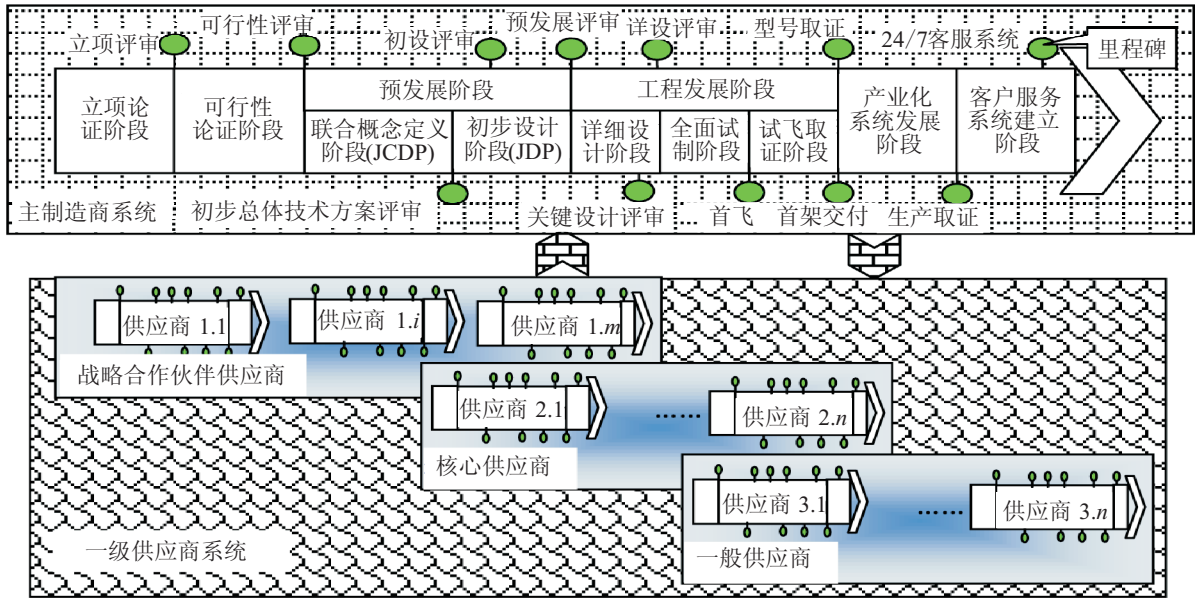 可行性评审
预发展评审
立项评审
初设评审
详设评审
型号取证
24/7客服系统
里程碑
立项论
证阶段
可行性
论证阶段
预发展阶段
联合概念定义
阶段(JCDP)
初步设计
阶段(JDP)
工程发展阶段
详细设
计阶段
全面试
制阶段
试飞取
证阶段
产业化
系统发展
阶段
客户服务
系统建立
阶段
主制造商系统
初步总体技术方案评审
关键设计评审
首飞
首架交付
生产取证
供应商 1.1
供应商 1.i
供应商 1.m
战略合作伙伴供应商
供应商 2.1
……
供应商 2.n
核心供应商
供应商 3.1
……
供应商 3.n
一般供应商
一级供应商系统